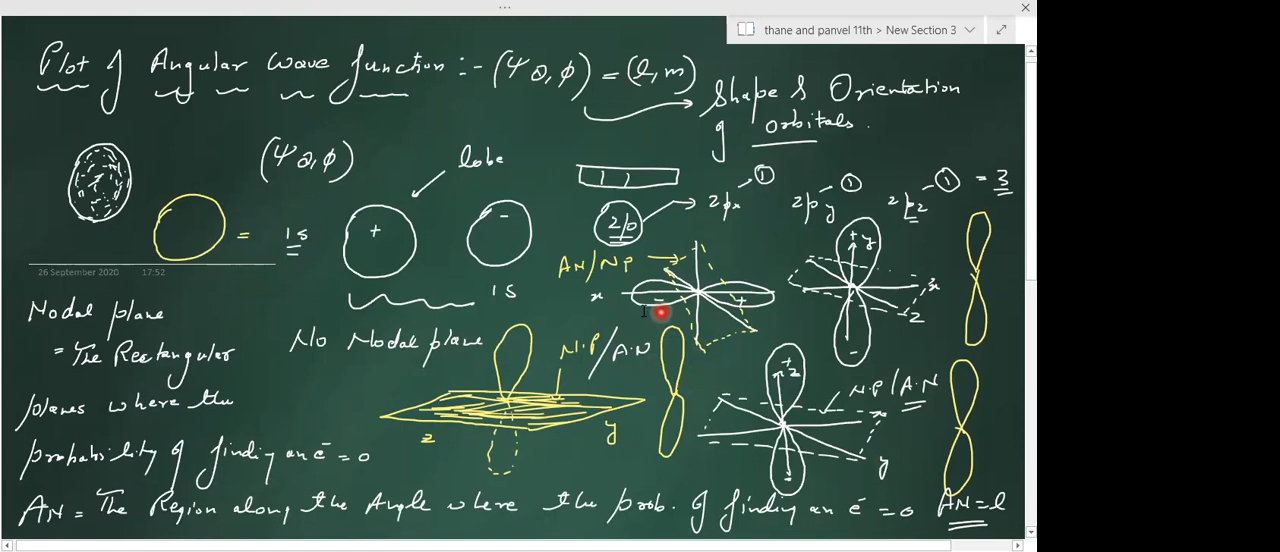 thane and panvel 11th > New Section 3
Plot of Angular wave function :- (ψ θ, φ) = (l, m)
Shape & Orientation
of orbitals.
(ψ θ, φ)
lobe
= 1s
+
-
1s
2p
2px 1 2py 1 2pz 1 = 3
AN/NP
x
-
+
+ y
x
z
-
26 September 2020 17:52
Nodal plane
= The Rectangular
planes where the
probability of finding an e- = 0
No Nodal plane
N.P/A.N
z
y
+ z
N.P/A.N
x
y
-
AN = The Region along the Angle where the prob. of finding an e- = 0
AN = l